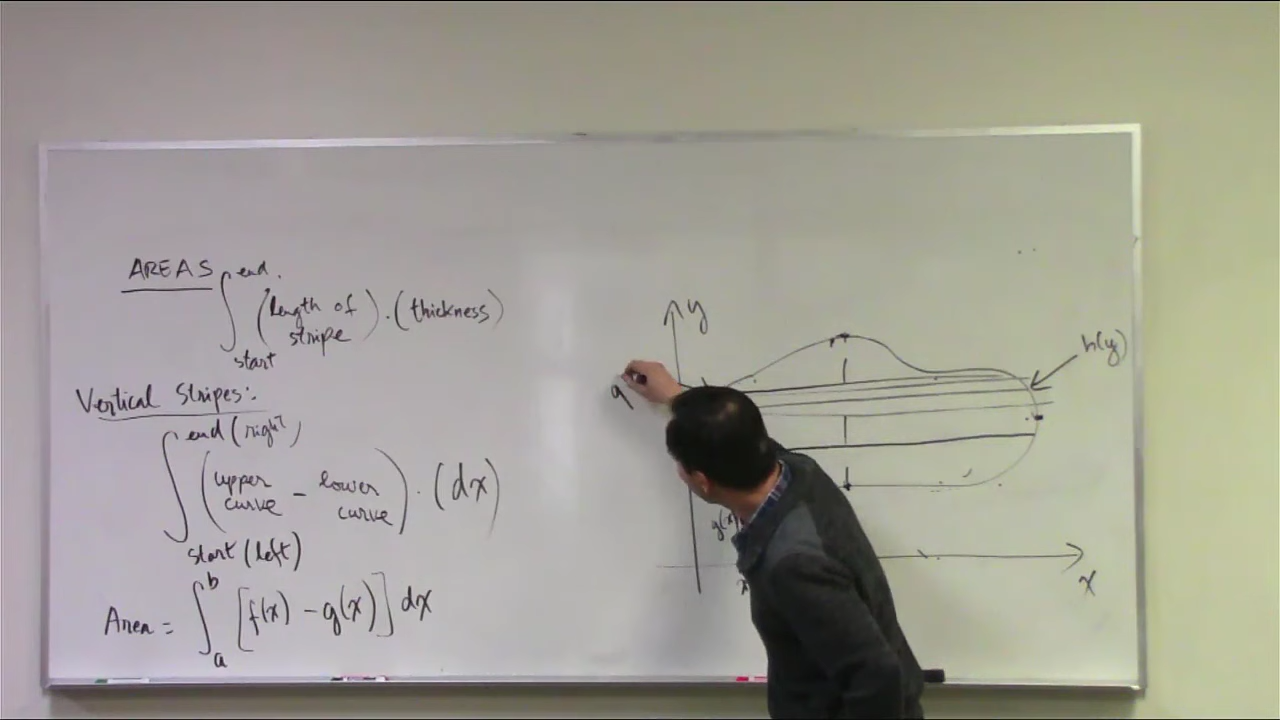 AREAS
end.
∫ (length of stripe) . (thickness)
start
Vertical Stripes:
end (right)
∫ (upper curve - lower curve) . (dx)
start (left)
Area = ∫_a^b [f(x) - g(x)] dx
y
h(y)
q
g(x)
x
x